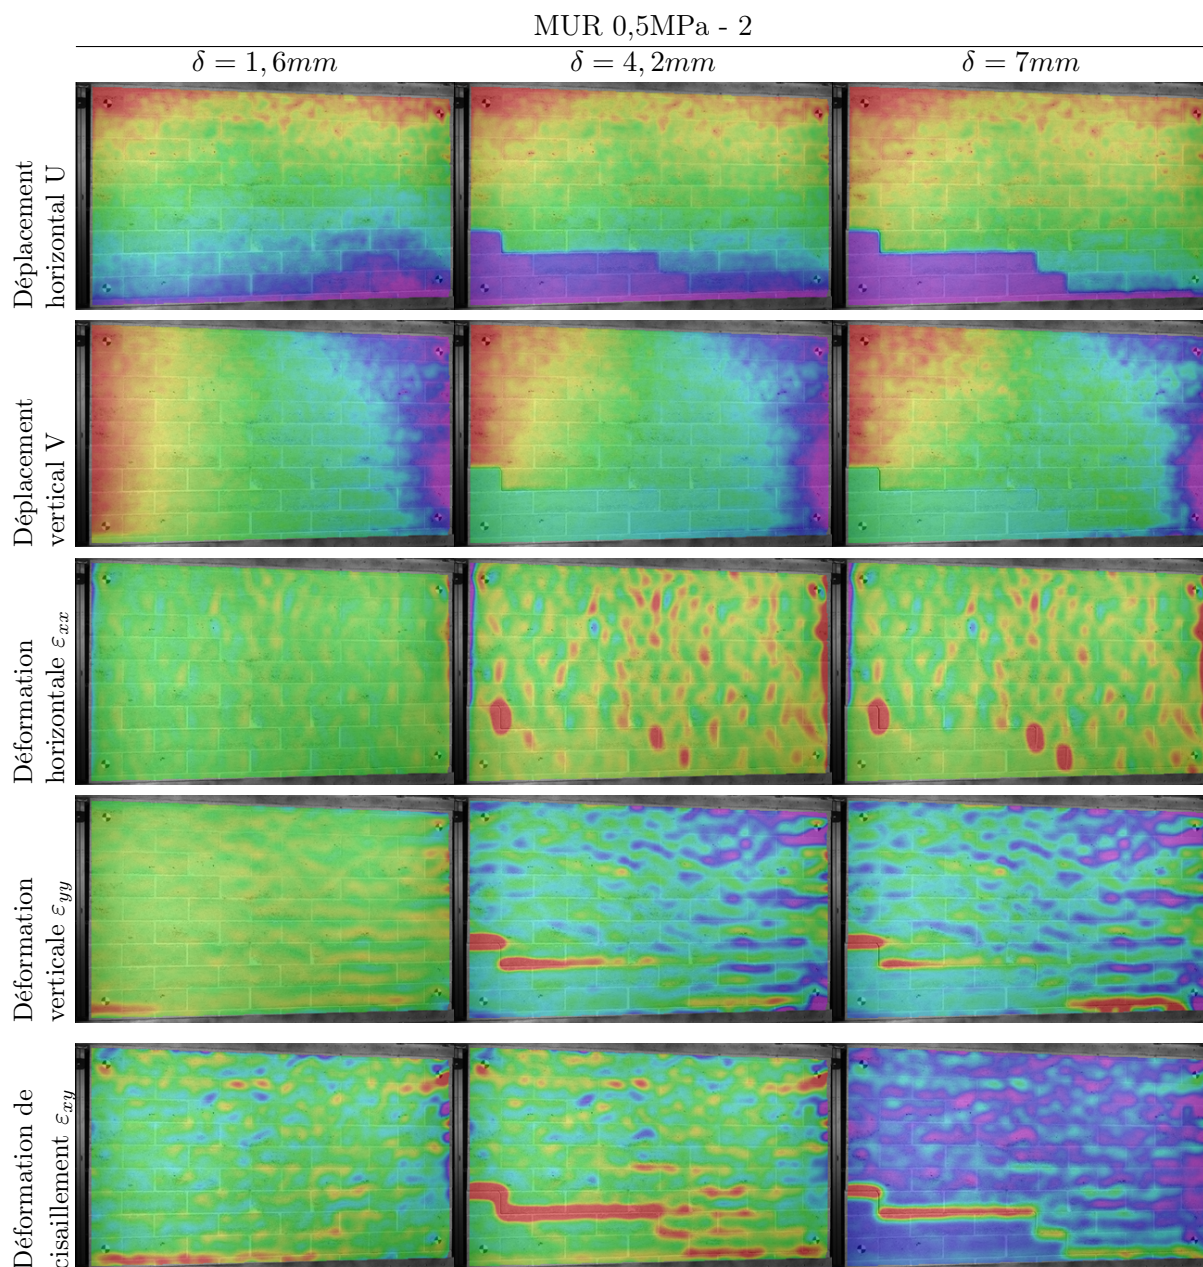 MUR 0,5MPa - 2
δ = 1, 6mm
δ = 4, 2mm
δ = 7mm
Déplacement
horizontal U
Déplacement
vertical V
Déformation
horizontale εxx
Déformation
verticale εyy
Déformation de
cisaillement εxy